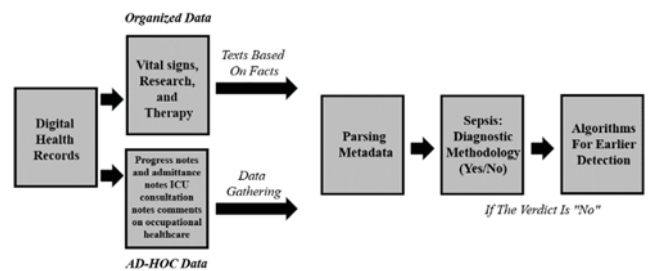 Organized Data
Vital signs,
Research,
and
Therapy
Texts Based
On Facts
Digital
Health
Records
Progress notes
and admittance
notes ICU
consultation
notes comments
on occupational
healthcare
AD-HOC Data
Data
Gathering
Parsing
Metadata
Sepsis:
Diagnostic
Methodology
(Yes/No)
Algorithms
For Earlier
Detection
If The Verdict Is "No"